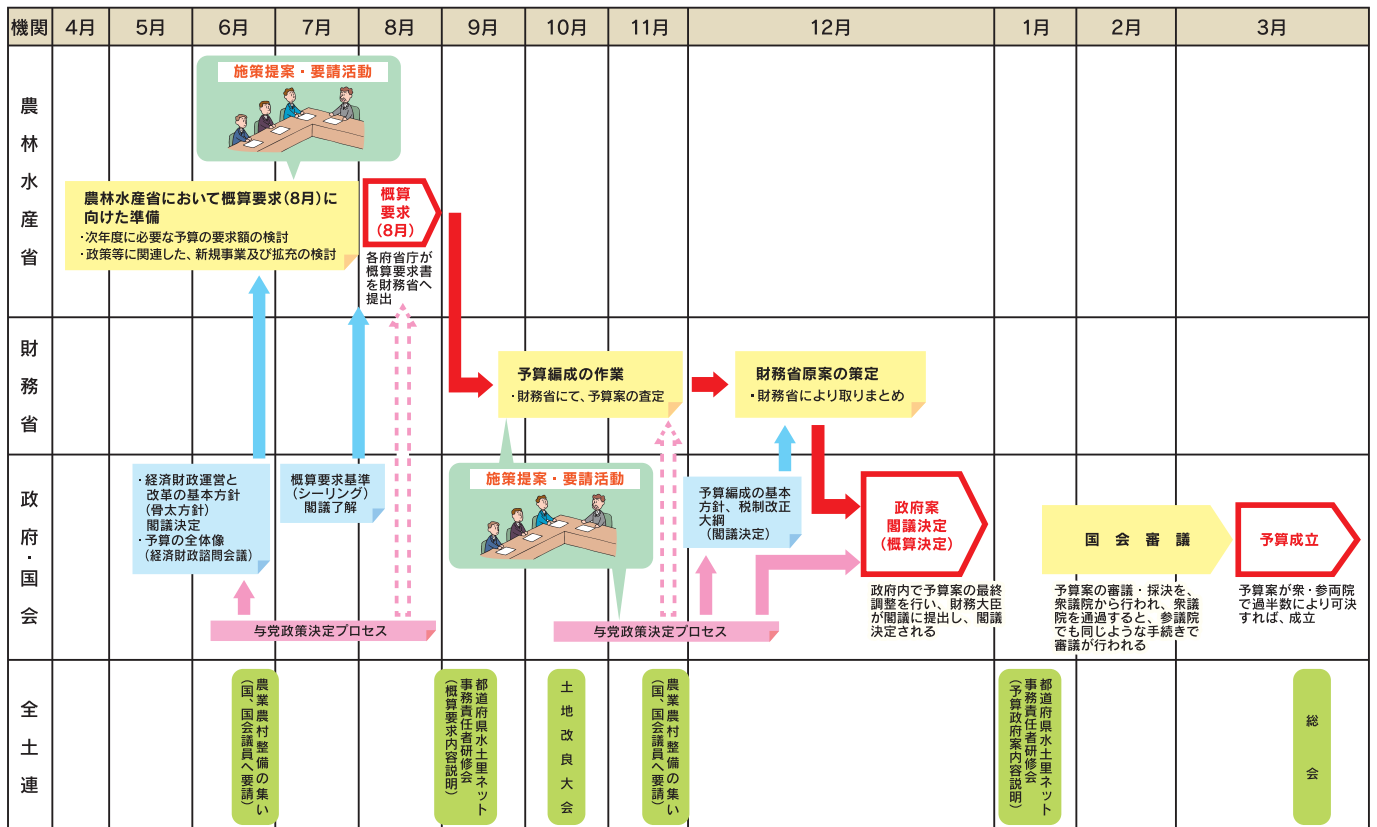 機関 4月 5月 6月 7月 8月 9月 10月 11月 12月 1月 2月 3月
農林水産省
施策提案・要請活動
農林水産省において概算要求(8月)に
向けた準備
・次年度に必要な予算の要求額の検討
・政策等に関連した、新規事業及び拡充の検討
概算
要求
(8月)
各府省庁が
概算要求書
を財務省へ
提出
財務省
予算編成の作業
・財務省にて、予算案の査定
財務省原案の策定
・財務省により取りまとめ
政府・国会
・経済財政運営と
改革の基本方針
(骨太方針)
閣議決定
・予算の全体像
(経済財政諮問会議)
概算要求基準
(シーリング)
閣議了解
与党政策決定プロセス
施策提案・要請活動
与党政策決定プロセス
予算編成の基本
方針、税制改正
大綱
(閣議決定)
政府案
閣議決定
(概算決定)
政府内で予算案の最終
調整を行い、財務大臣
が閣議に提出し、閣議
決定される
国会審議
予算案の審議・採決を、
衆議院から行われ、衆議
院を通過すると、参議院
でも同じような手続きで
審議が行われる
予算成立
予算案が衆・参両院
で過半数により可決
すれば、成立
全土連
農業農村整備の集い
(国、国会議員へ要請)
都道府県水土里ネット
事務責任者研修会
(概算要求内容説明)
土地改良大会
農業農村整備の集い
(国、国会議員へ要請)
都道府県水土里ネット
事務責任者研修会
(予算政府案内容説明)
総会